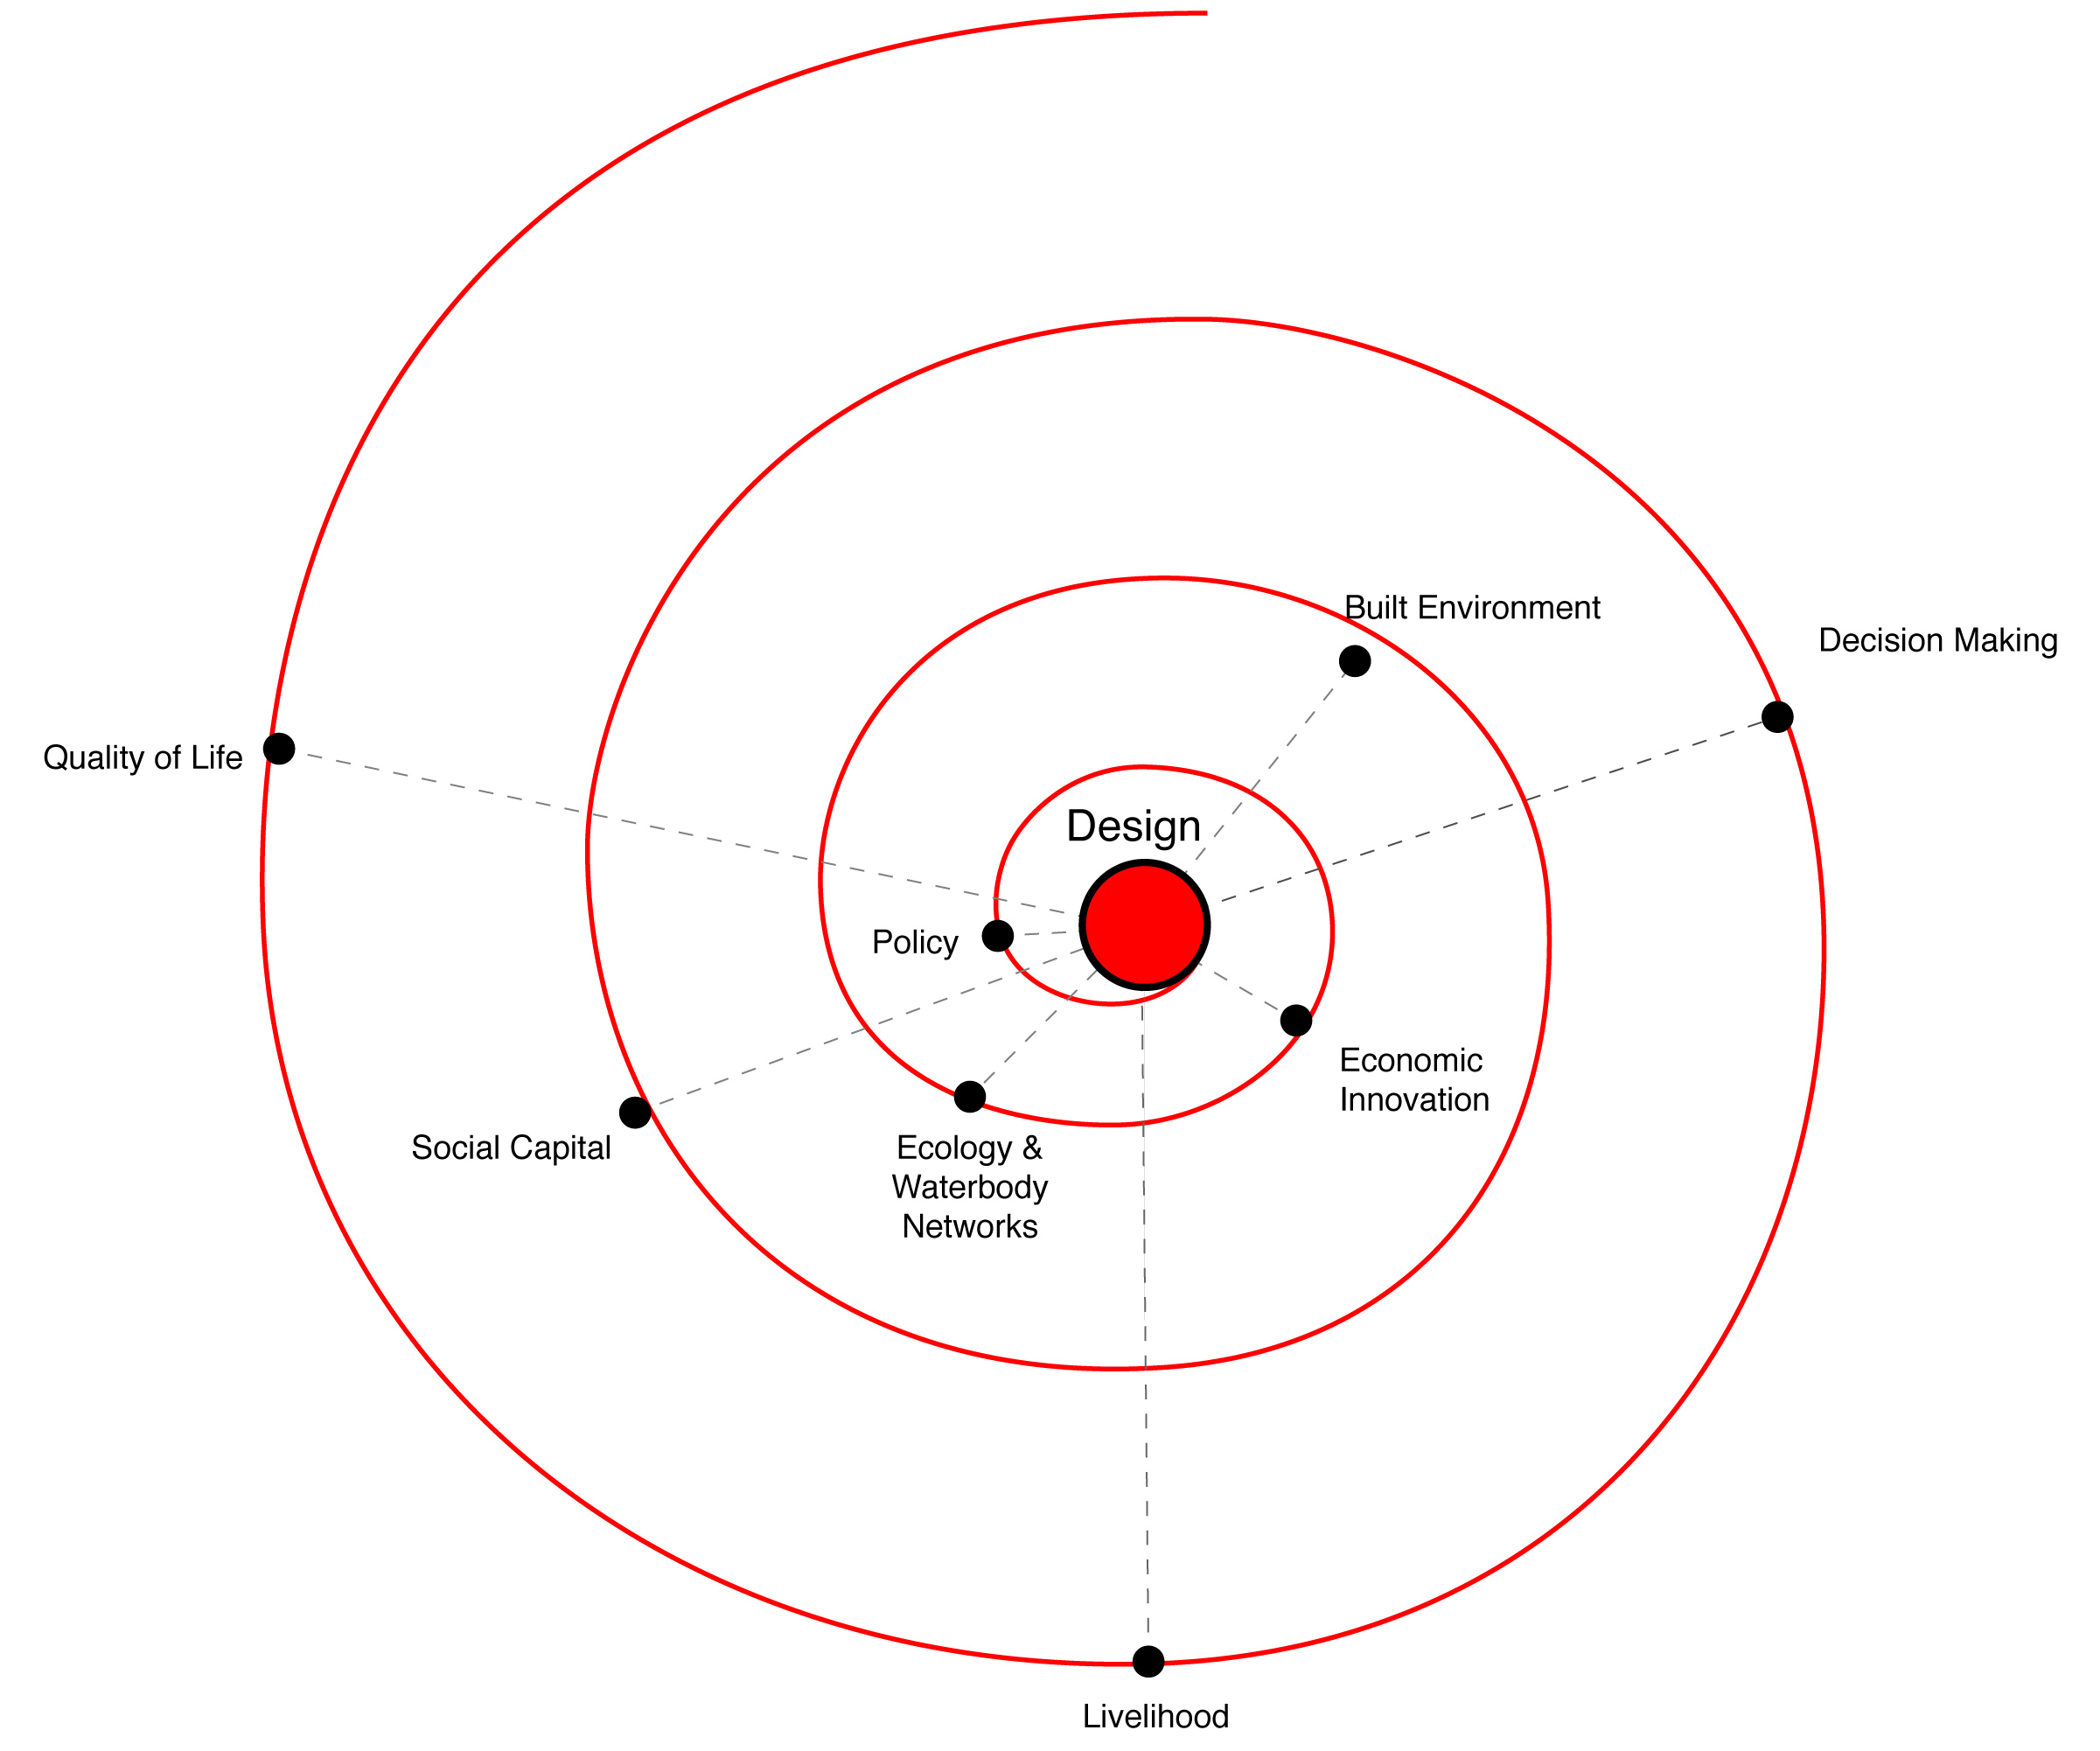 Built Environment
Decision Making
Quality of Life
Design
Policy
Economic
Innovation
Social Capital
Ecology &
Waterbody
Networks
Livelihood